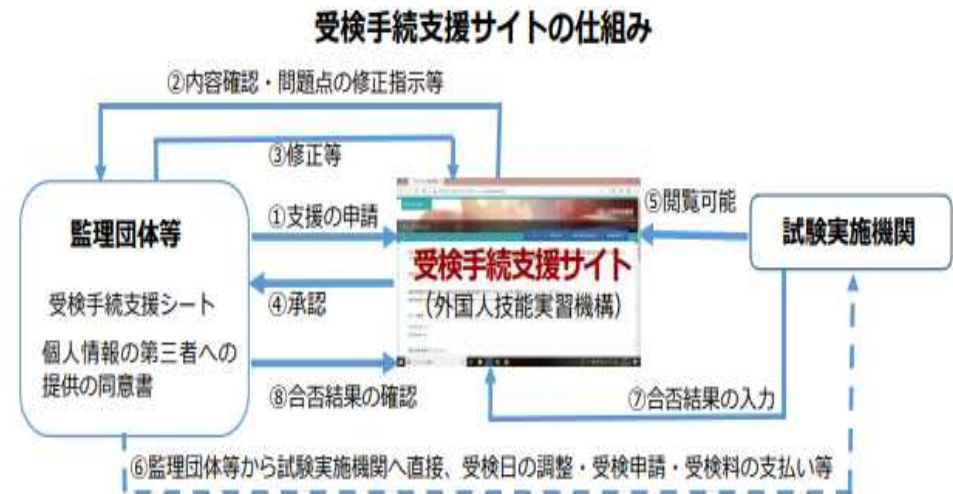 受検手続支援サイトの仕組み
②内容確認・問題点の修正指示等
③修正等
監理団体等
受検手続支援シート
個人情報の第三者への
提供の同意書
①支援の申請
④承認
⑧合否結果の確認
受検手続支援サイト
（外国人技能実習機構）
⑤閲覧可能
試験実施機関
⑦合否結果の入力
⑥監理団体等から試験実施機関へ直接、受検日の調整・受検申請・受検料の支払い等